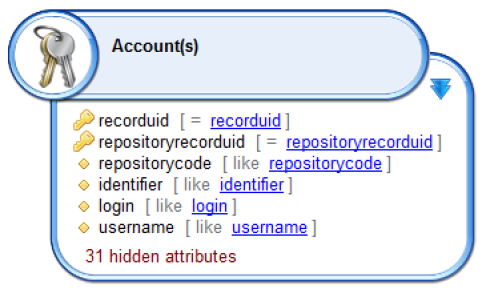 Account(s)
recorduid [ = recorduid ]
repositoryrecorduid [ = repositoryrecorduid ]
repositorycode [ like repositorycode ]
identifier [ like identifier ]
login [ like login ]
username [ like username ]
31 hidden attributes